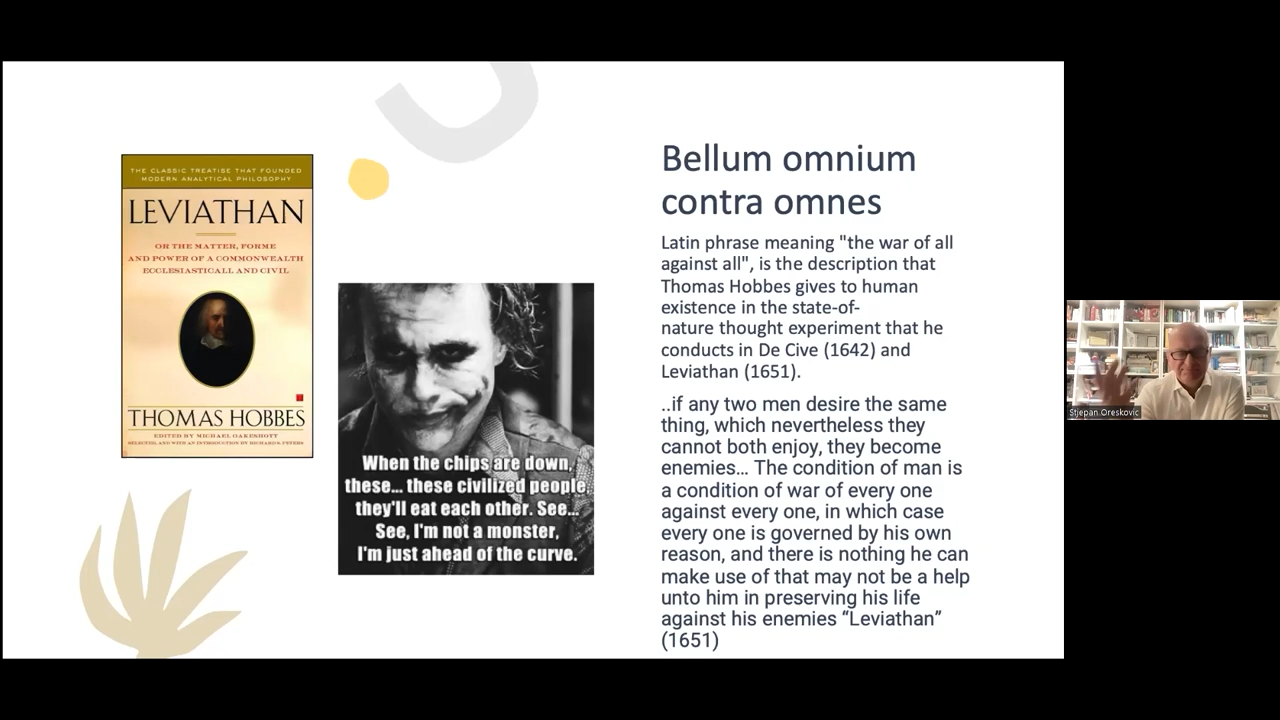 THE CLASSIC TREATISE THAT FOUNDED
MODERN ANALYTICAL PHILOSOPHY
LEVIATHAN
OR THE MATTER, FORME
AND POWER OF A COMMONWEALTH
ECCLESIASTICALL AND CIVIL
THOMAS HOBBES
EDITED BY MICHAEL OAKESHOTT
SELECTED, AND WITH AN INTRODUCTION BY RICHARD S. PETERS
When the chips are down,
these... these civilized people,
they'll eat each other. See...
See, I'm not a monster,
I'm just ahead of the curve.
Bellum omnium
contra omnes
Latin phrase meaning "the war of all
against all", is the description that
Thomas Hobbes gives to human
existence in the state-of-
nature thought experiment that he
conducts in De Cive (1642) and
Leviathan (1651).
..if any two men desire the same
thing, which nevertheless they
cannot both enjoy, they become
enemies... The condition of man is
a condition of war of every one
against every one, in which case
every one is governed by his own
reason, and there is nothing he can
make use of that may not be a help
unto him in preserving his life
against his enemies “Leviathan”
(1651)
Stjepan Oreskovic